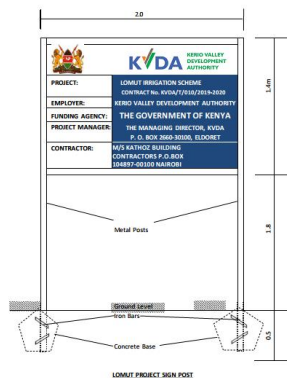 2.0
KVDA
KERIO VALLEY
DEVELOPMENT
AUTHORITY
PROJECT: LOMUT IRRIGATION SCHEME
CONTRACT No. KVDA/T/010/2019-2020
EMPLOYER: KERIO VALLEY DEVELOPMENT AUTHORITY
FUNDING AGENCY: THE GOVERNMENT OF KENYA
PROJECT MANAGER: THE MANAGING DIRECTOR, KVDA
P. O. BOX 2660-30100, ELDORET
CONTRACTOR: M/S KATHOZ BUILDING
CONTRACTORS P.O.BOX
104897-00100 NAIROBI
1.4m
Metal Posts
1.8
Ground Level
Iron Bars
Concrete Base
0.5
LOMUT PROJECT SIGN POST